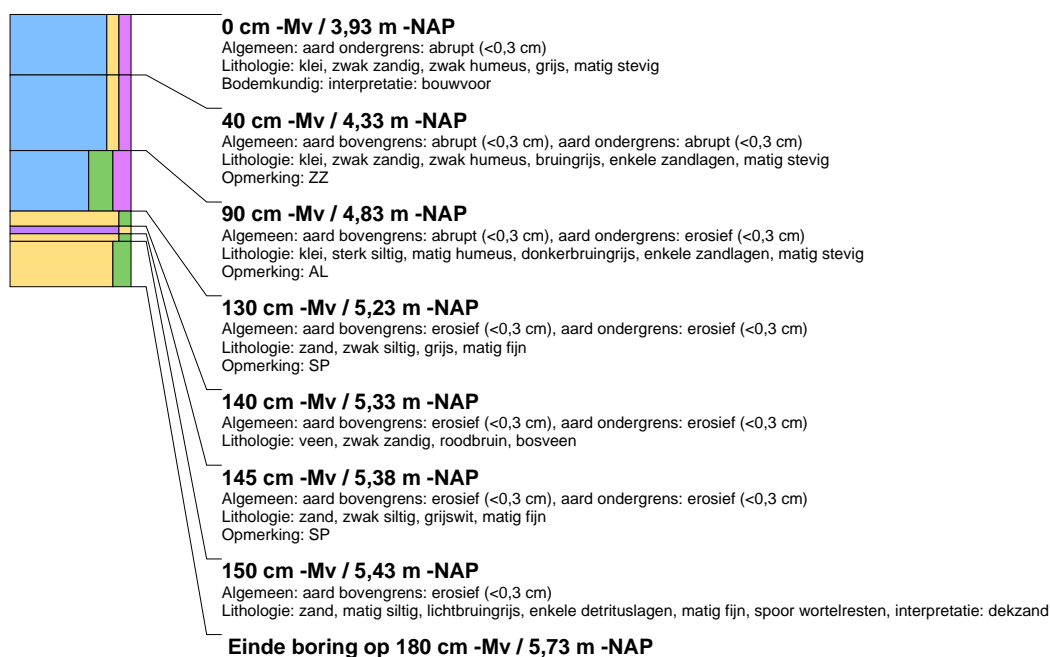 0 cm -Mv / 3,93 m -NAP
Algemeen: aard ondergrens: abrupt (<0,3 cm)
Lithologie: klei, zwak zandig, zwak humeus, grijs, matig stevig
Bodemkundig: interpretatie: bouwvoor
40 cm -Mv / 4,33 m -NAP
Algemeen: aard bovengrens: abrupt (<0,3 cm), aard ondergrens: abrupt (<0,3 cm)
Lithologie: klei, zwak zandig, zwak humeus, bruingrijs, enkele zandlagen, matig stevig
Opmerking: ZZ
90 cm -Mv / 4,83 m -NAP
Algemeen: aard bovengrens: abrupt (<0,3 cm), aard ondergrens: erosief (<0,3 cm)
Lithologie: klei, sterk siltig, matig humeus, donkerbruingrijs, enkele zandlagen, matig stevig
Opmerking: AL
130 cm -Mv / 5,23 m -NAP
Algemeen: aard bovengrens: erosief (<0,3 cm), aard ondergrens: erosief (<0,3 cm)
Lithologie: zand, zwak siltig, grijs, matig fijn
Opmerking: SP
140 cm -Mv / 5,33 m -NAP
Algemeen: aard bovengrens: erosief (<0,3 cm), aard ondergrens: erosief (<0,3 cm)
Lithologie: veen, zwak zandig, roodbruin, bosveen
145 cm -Mv / 5,38 m -NAP
Algemeen: aard bovengrens: erosief (<0,3 cm), aard ondergrens: erosief (<0,3 cm)
Lithologie: zand, zwak siltig, grijswit, matig fijn
Opmerking: SP
150 cm -Mv / 5,43 m -NAP
Algemeen: aard bovengrens: erosief (<0,3 cm)
Lithologie: zand, matig siltig, lichtbruingrijs, enkele detrituslagen, matig fijn, spoor wortelresten, interpretatie: dekzand
Einde boring op 180 cm -Mv / 5,73 m -NAP